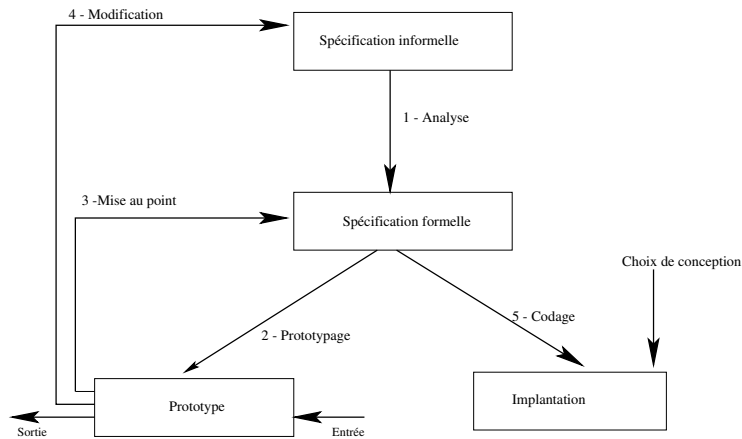 4 - Modification
Spécification informelle
1 - Analyse
3 -Mise au point
Spécification formelle
Choix de conception
5 - Codage
2 - Prototypage
Prototype
Implantation
Sortie
Entrée